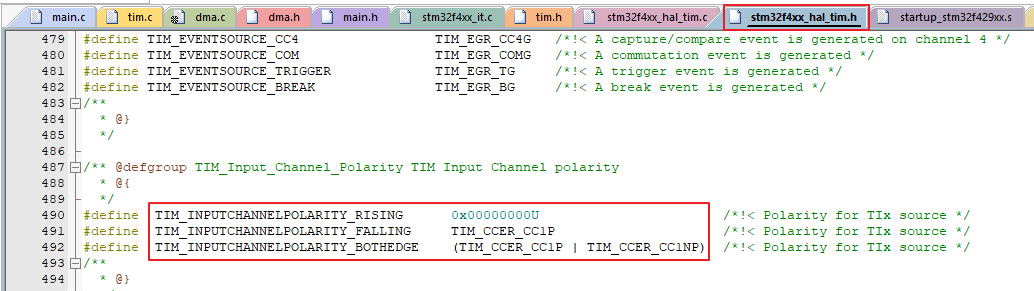 main.c tim.c dma.c dma.h main.h stm32f4xx_it.c tim.h stm32f4xx_hal_tim.c stm32f4xx_hal_tim.h startup_stm32f429xx.s
479 #define TIM_EVENTSOURCE_CC4 TIM_EGR_CC4G /*!< A capture/compare event is generated on channel 4 */
480 #define TIM_EVENTSOURCE_COM TIM_EGR_COMG /*!< A commutation event is generated */
481 #define TIM_EVENTSOURCE_TRIGGER TIM_EGR_TG /*!< A trigger event is generated */
482 #define TIM_EVENTSOURCE_BREAK TIM_EGR_BG /*!< A break event is generated */
483 /**
484 * @}
485 */
486
487 /** @defgroup TIM_Input_Channel_Polarity TIM Input Channel polarity
488 * @{
489 */
490 #define TIM_INPUTCHANNELPOLARITY_RISING 0x00000000U /*!< Polarity for TIx source */
491 #define TIM_INPUTCHANNELPOLARITY_FALLING TIM_CCER_CC1P /*!< Polarity for TIx source */
492 #define TIM_INPUTCHANNELPOLARITY_BOTHEDGE (TIM_CCER_CC1P | TIM_CCER_CC1NP) /*!< Polarity for TIx source */
493 /**
494 * @}